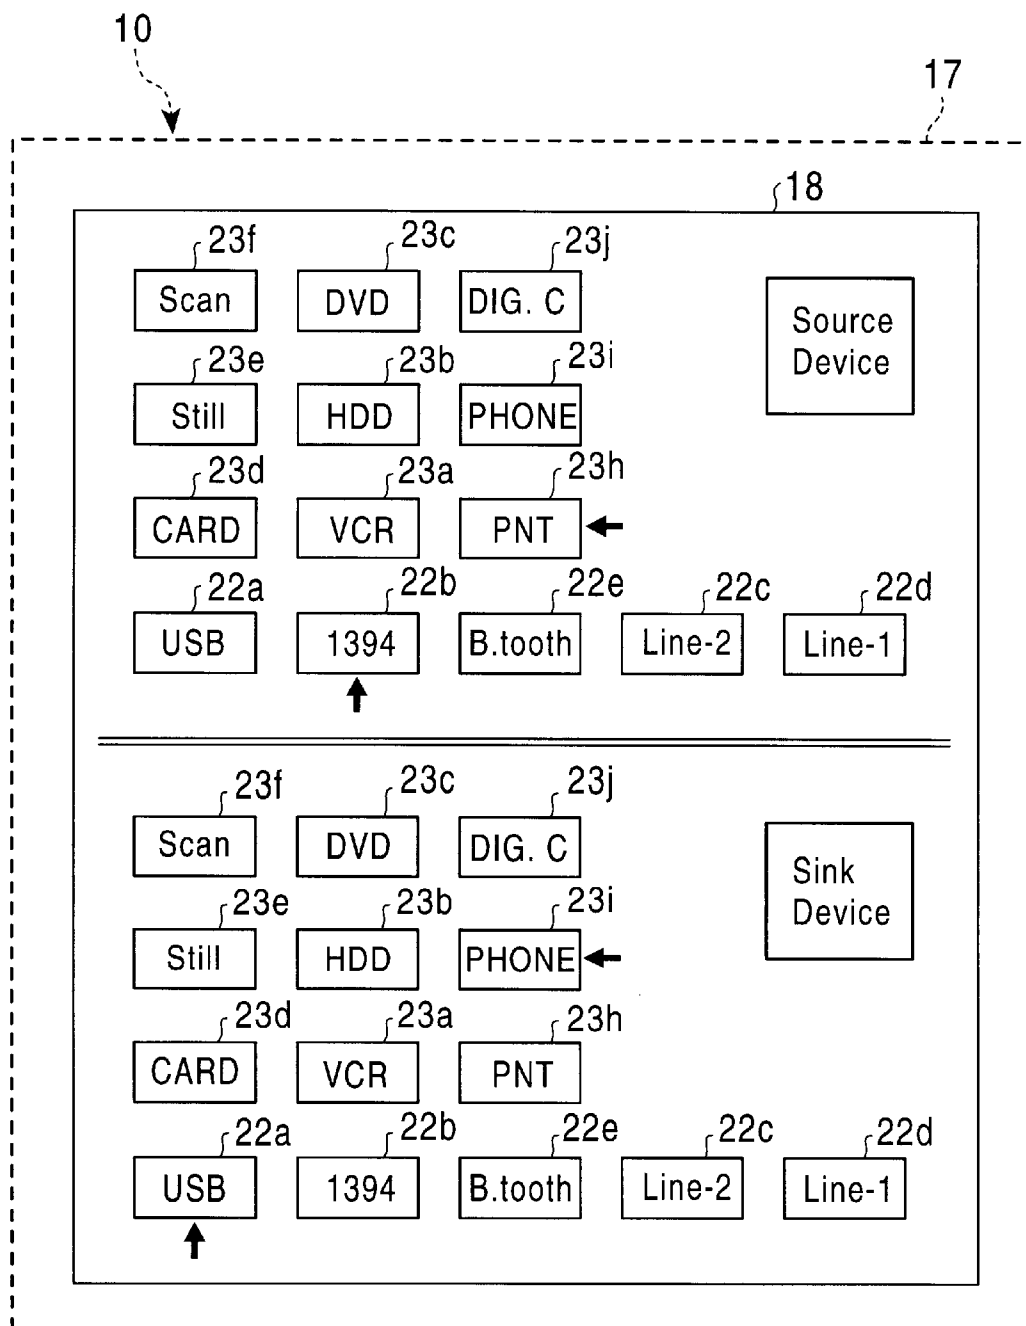 10
17
18
23f 23c 23j
Scan DVD DIG. C
Source
Device
23e 23b 23i
Still HDD PHONE
23d 23a 23h
CARD VCR PNT
22a 22b 22e 22c 22d
USB 1394 B.tooth Line-2 Line-1
23f 23c 23j
Scan DVD DIG. C
Sink
Device
23e 23b 23i
Still HDD PHONE
23d 23a 23h
CARD VCR PNT
22a 22b 22e 22c 22d
USB 1394 B.tooth Line-2 Line-1